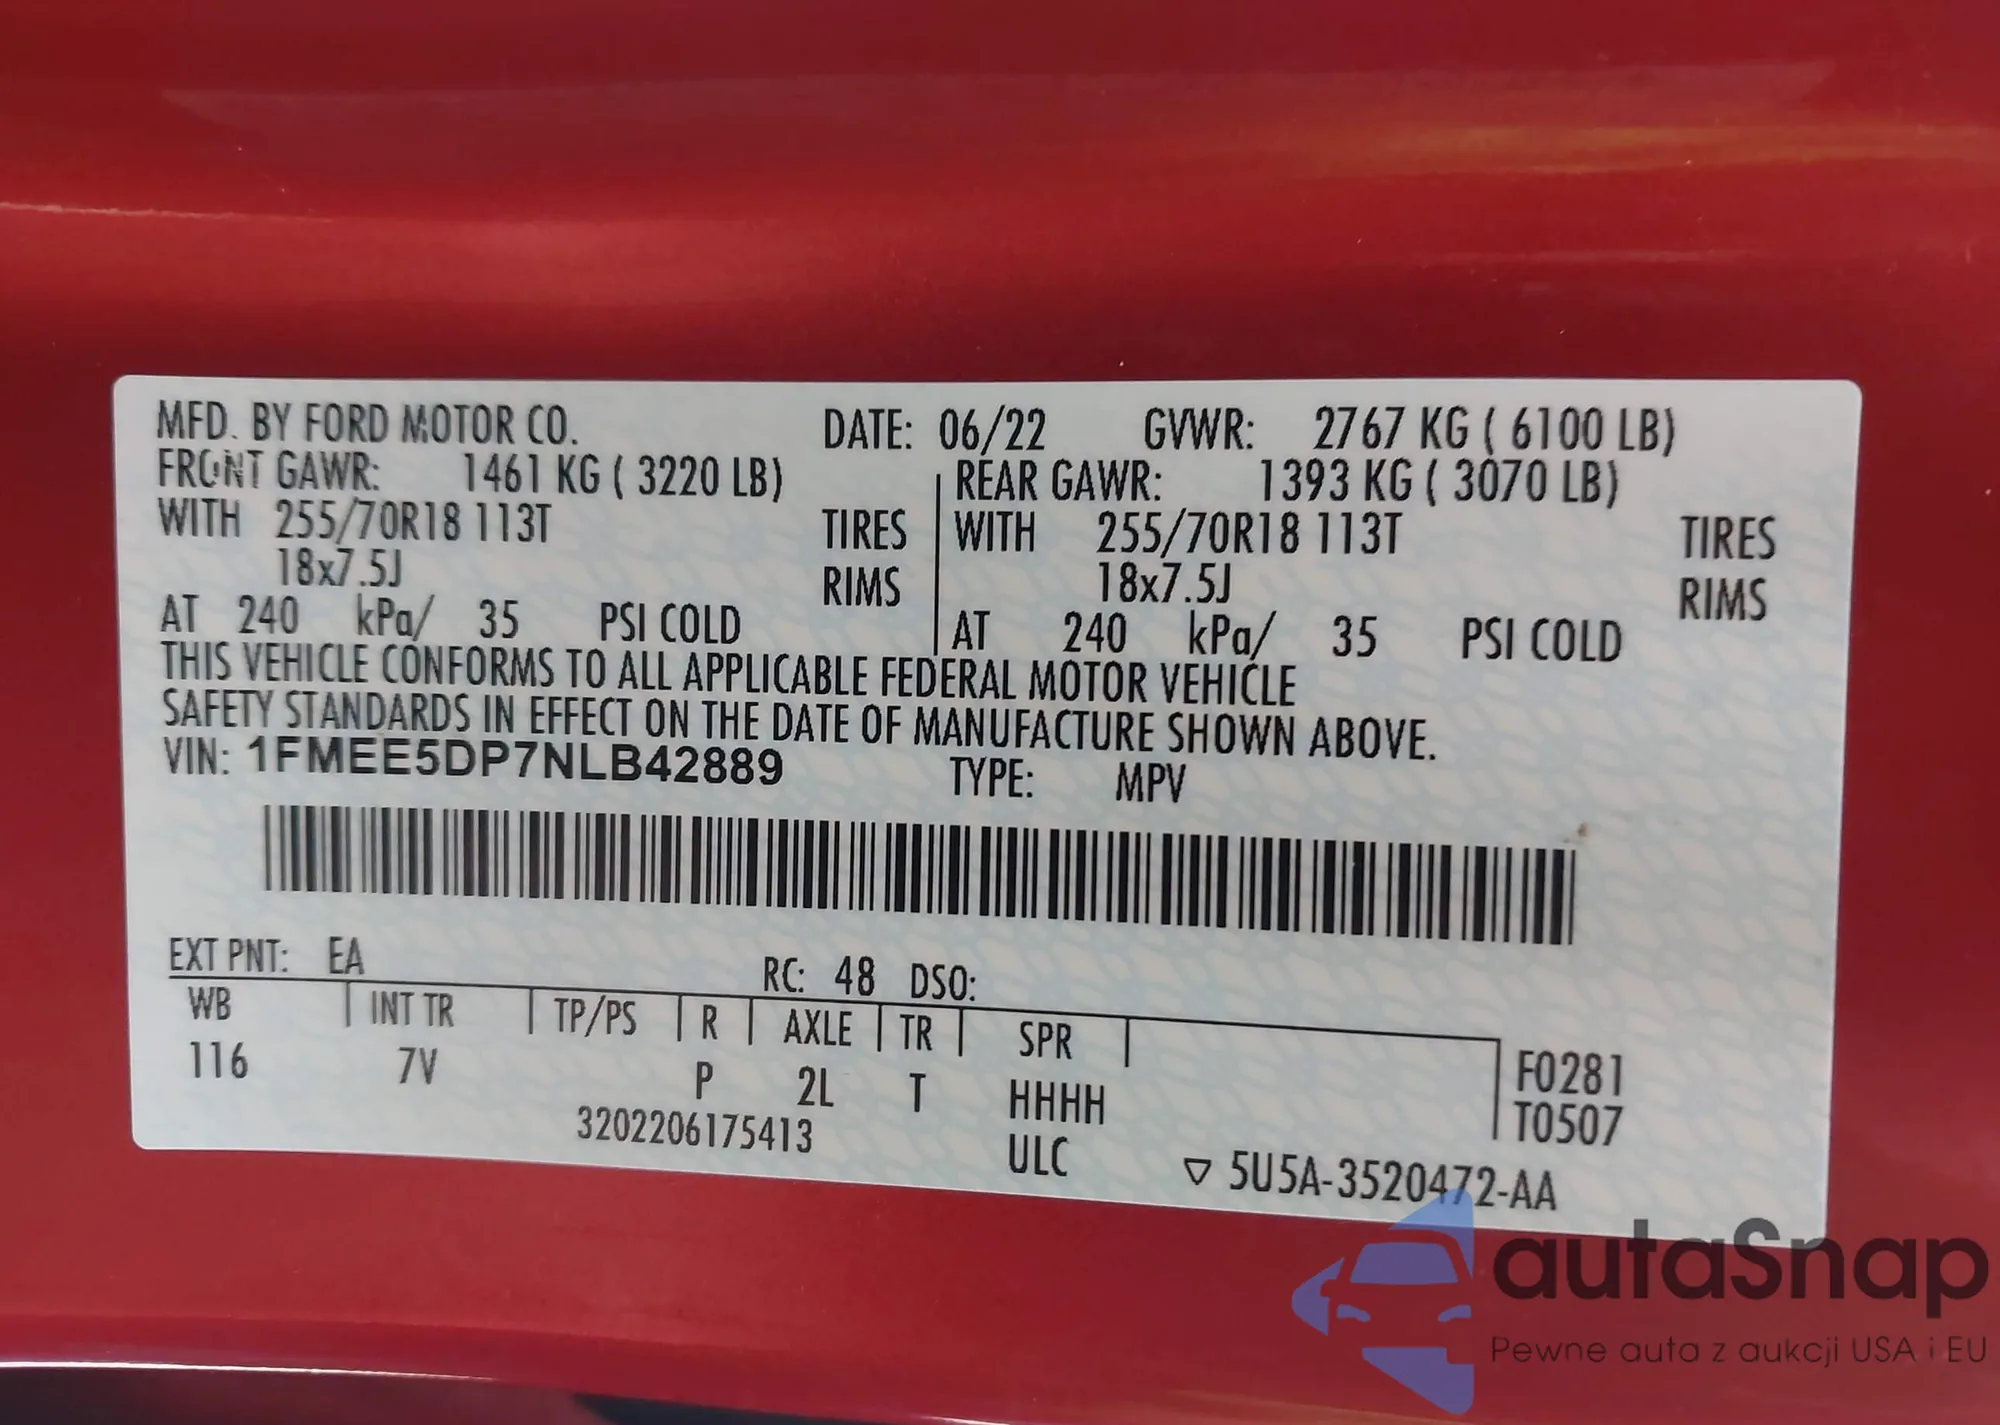 MFD. BY FORD MOTOR CO. DATE: 06/22 GVWR: 2767 KG ( 6100 LB)
FRONT GAWR: 1461 KG ( 3220 LB) REAR GAWR: 1393 KG ( 3070 LB)
WITH 255/70R18 113T TIRES WITH 255/70R18 113T TIRES
18x7.5J RIMS 18x7.5J RIMS
AT 240 kPa/ 35 PSI COLD AT 240 kPa/ 35 PSI COLD
THIS VEHICLE CONFORMS TO ALL APPLICABLE FEDERAL MOTOR VEHICLE
SAFETY STANDARDS IN EFFECT ON THE DATE OF MANUFACTURE SHOWN ABOVE.
VIN: 1FMEE5DP7NLB42889 TYPE: MPV
EXT PNT: EA RC: 48 DSO:
WB INT TR TP/PS R AXLE TR SPR
116 7V P 2L T HHHH F0281
T0507
3202206175413 ULC ▽ 5U5A-3520472-AA
autaSnap
Pewne auta z aukcji USA i EU